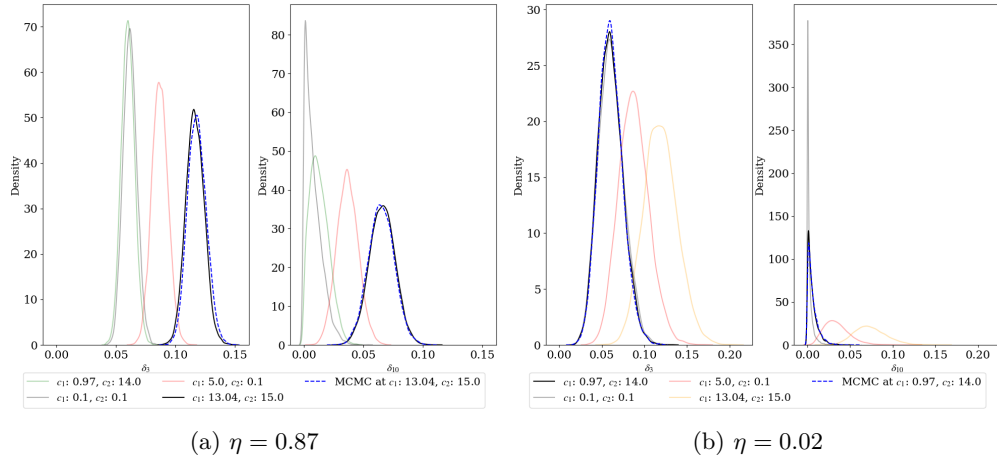 70
60
50
40
30
20
10
0
Density
0.00 0.05 0.10 0.15
δ3
80
70
60
50
40
30
20
10
0
Density
0.00 0.05 0.10 0.15
δ10
c1: 0.97, c2: 14.0
c1: 0.1, c2: 0.1
c1: 5.0, c2: 0.1
c1: 13.04, c2: 15.0
MCMC at c1: 13.04, c2: 15.0
(a) η = 0.87
30
25
20
15
10
5
0
Density
0.00 0.05 0.10 0.15 0.20
δ3
350
300
250
200
150
100
50
0
Density
0.00 0.05 0.10 0.15 0.20
δ10
c1: 0.97, c2: 14.0
c1: 0.1, c2: 0.1
c1: 5.0, c2: 0.1
c1: 13.04, c2: 15.0
MCMC at c1: 0.97, c2: 14.0
(b) η = 0.02